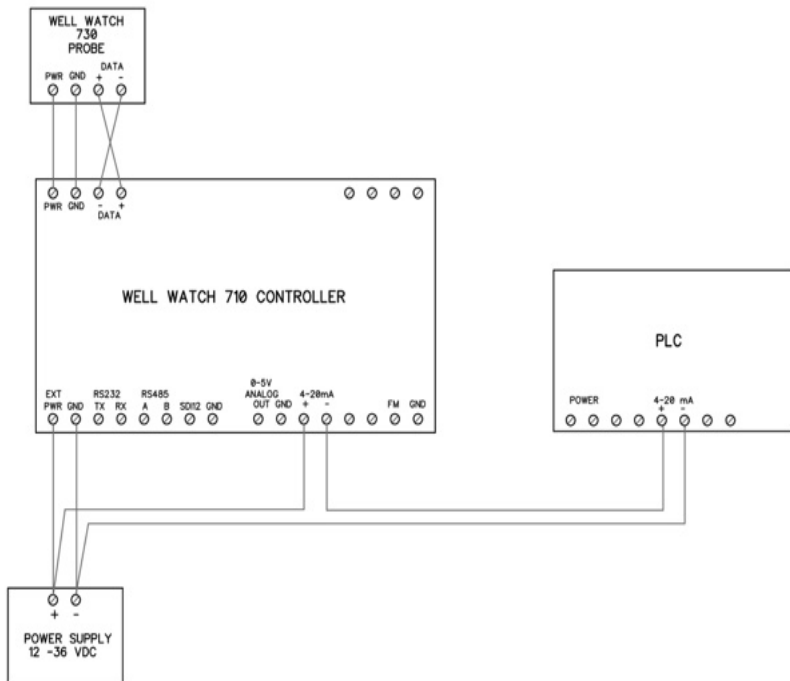 WELL WATCH
730
PROBE
DATA
PWR GND + -
PWR GND - +
DATA
WELL WATCH 710 CONTROLLER
PLC
EXT RS232 RS485 0-5V ANALOG 4-20mA
PWR GND TX RX A B SDI12 GND OUT GND + - FM GND
POWER 4-20 mA
+ -
+ -
POWER SUPPLY
12 -36 VDC